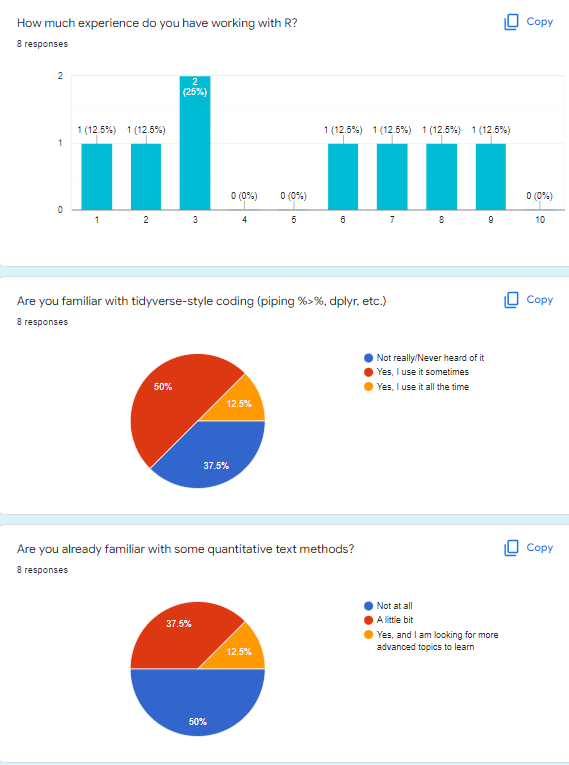 How much experience do you have working with R?
Copy
8 responses
2
2
(25%)
1 (12.5%) 1 (12.5%) 1 (12.5%) 1 (12.5%) 1 (12.5%) 1 (12.5%)
1
0 (0%) 0 (0%) 0 (0%)
0
1 2 3 4 5 6 7 8 9 10
Are you familiar with tidyverse-style coding (piping %>%, dplyr, etc.)
Copy
8 responses
Not really/Never heard of it
Yes, I use it sometimes
Yes, I use it all the time
50%
12.5%
37.5%
Are you already familiar with some quantitative text methods?
Copy
8 responses
Not at all
A little bit
Yes, and I am looking for more
advanced topics to learn
37.5%
12.5%
50%